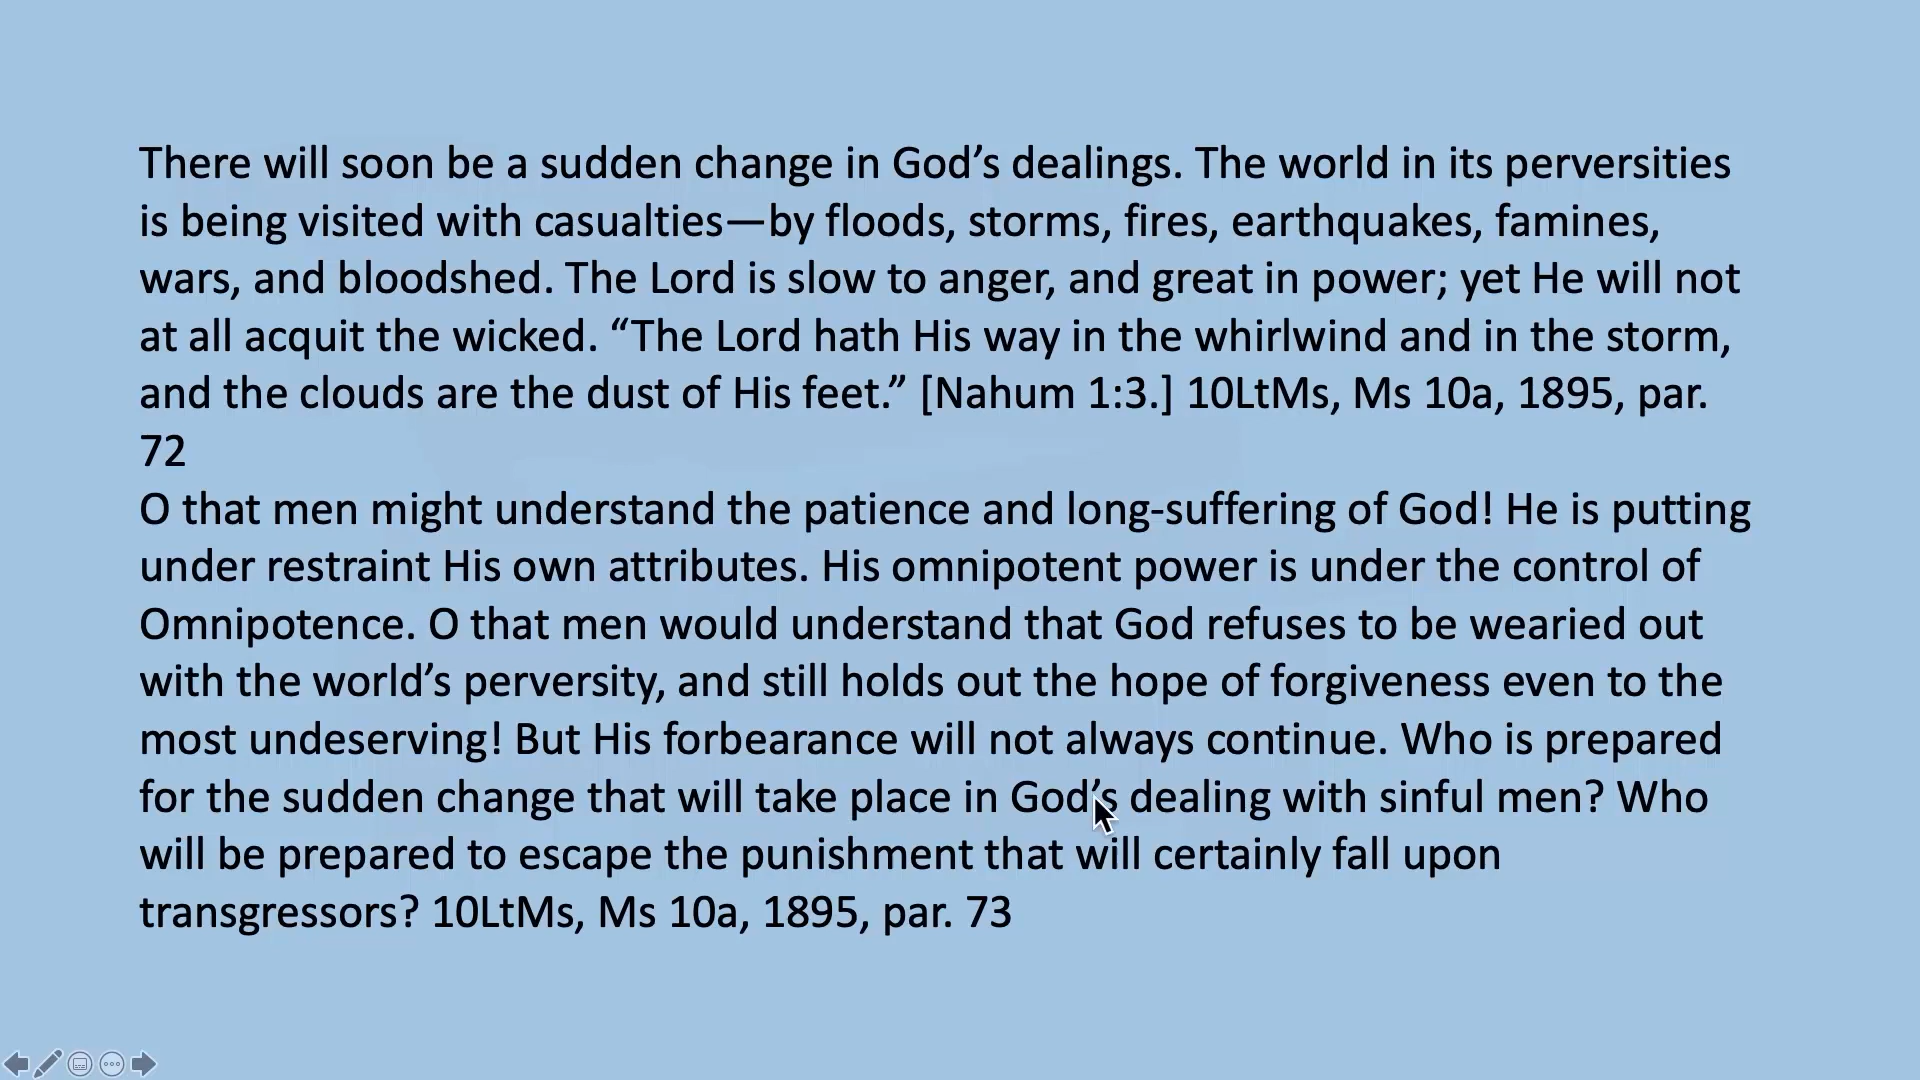 There will soon be a sudden change in God’s dealings. The world in its perversities
is being visited with casualties—by floods, storms, fires, earthquakes, famines,
wars, and bloodshed. The Lord is slow to anger, and great in power; yet He will not
at all acquit the wicked. “The Lord hath His way in the whirlwind and in the storm,
and the clouds are the dust of His feet.” [Nahum 1:3.] 10LtMs, Ms 10a, 1895, par.
72
O that men might understand the patience and long-suffering of God! He is putting
under restraint His own attributes. His omnipotent power is under the control of
Omnipotence. O that men would understand that God refuses to be wearied out
with the world’s perversity, and still holds out the hope of forgiveness even to the
most undeserving! But His forbearance will not always continue. Who is prepared
for the sudden change that will take place in God’s dealing with sinful men? Who
will be prepared to escape the punishment that will certainly fall upon
transgressors? 10LtMs, Ms 10a, 1895, par. 73